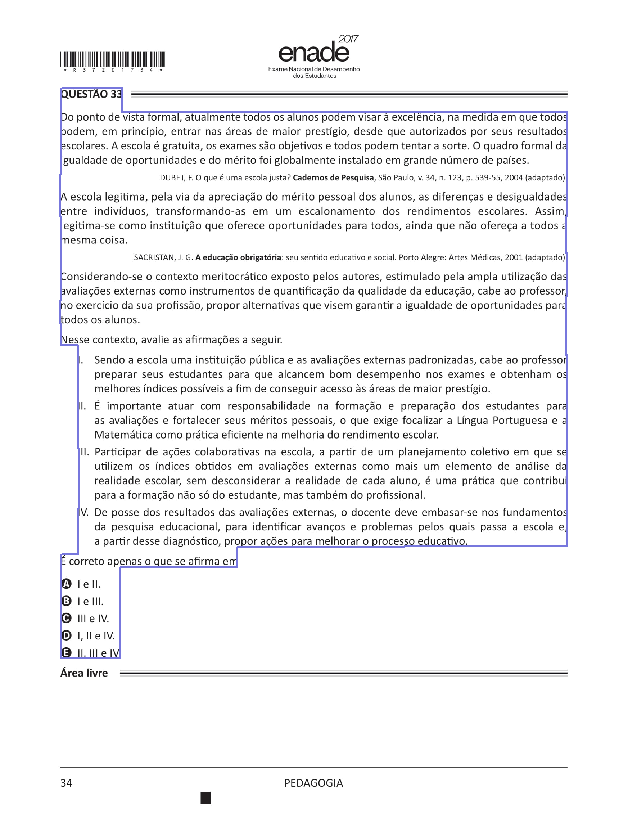 *R3720175 4*
2017
enade
Exame Nacional de Desempenho
dos Estudantes
QUESTÃO 33
Do ponto de vista formal, atualmente todos os alunos podem visar à excelência, na medida em que todos
podem, em princípio, entrar nas áreas de maior prestígio, desde que autorizados por seus resultados
escolares. A escola é gratuita, os exames são objetivos e todos podem tentar a sorte. O quadro formal da
igualdade de oportunidades e do mérito foi globalmente instalado em grande número de países.
DUBET, F. O que é uma escola justa? Cadernos de Pesquisa, São Paulo, v. 34, n. 123, p. 539-55, 2004 (adaptado).
A escola legitima, pela via da apreciação do mérito pessoal dos alunos, as diferenças e desigualdades
entre indivíduos, transformando-as em um escalonamento dos rendimentos escolares. Assim,
legitima-se como instituição que oferece oportunidades para todos, ainda que não ofereça a todos a
mesma coisa.
SACRISTAN, J. G. A educação obrigatória: seu sentido educativo e social. Porto Alegre: Artes Médicas, 2001 (adaptado).
Considerando-se o contexto meritocrático exposto pelos autores, estimulado pela ampla utilização das
avaliações externas como instrumentos de quantificação da qualidade da educação, cabe ao professor,
no exercício da sua profissão, propor alternativas que visem garantir a igualdade de oportunidades para
todos os alunos.
Nesse contexto, avalie as afirmações a seguir.
I. Sendo a escola uma instituição pública e as avaliações externas padronizadas, cabe ao professor
preparar seus estudantes para que alcancem bom desempenho nos exames e obtenham os
melhores índices possíveis a fim de conseguir acesso às áreas de maior prestígio.
II. É importante atuar com responsabilidade na formação e preparação dos estudantes para
as avaliações e fortalecer seus méritos pessoais, o que exige focalizar a Língua Portuguesa e a
Matemática como prática eficiente na melhoria do rendimento escolar.
III. Participar de ações colaborativas na escola, a partir de um planejamento coletivo em que se
utilizem os índices obtidos em avaliações externas como mais um elemento de análise da
realidade escolar, sem desconsiderar a realidade de cada aluno, é uma prática que contribui
para a formação não só do estudante, mas também do profissional.
IV. De posse dos resultados das avaliações externas, o docente deve embasar-se nos fundamentos
da pesquisa educacional, para identificar avanços e problemas pelos quais passa a escola e,
a partir desse diagnóstico, propor ações para melhorar o processo educativo.
É correto apenas o que se afirma em
A I e II.
B I e III.
C III e IV.
D I, II e IV.
E II, III e IV.
Área livre
34
PEDAGOGIA